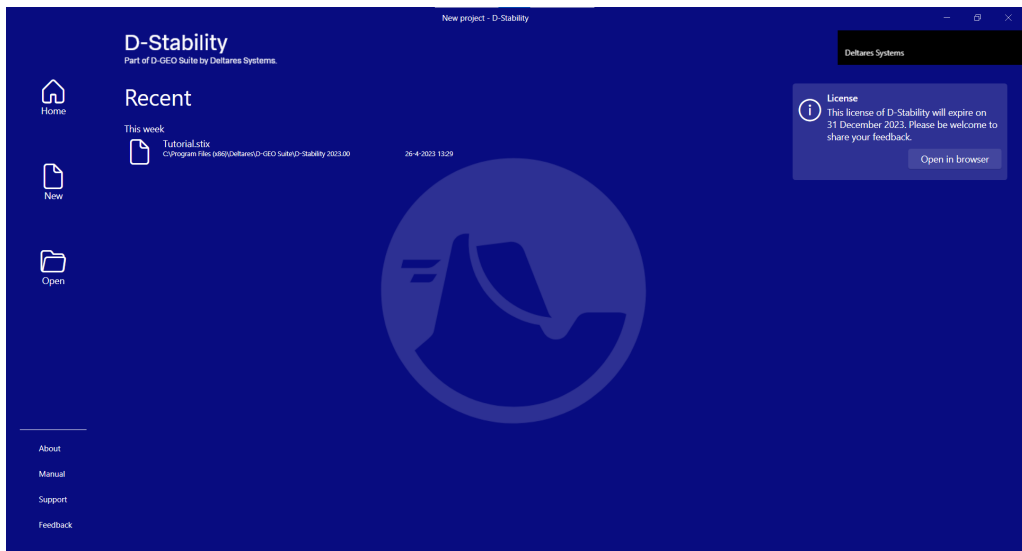 New project - D-Stability
D-Stability
Part of D-GEO Suite by Deltares Systems.
Deltares Systems
Home
New
Open
Recent
This week
Tutorial.stix
C:\Program Files (x86)\Deltares\D-GEO Suite\D-Stability 2023.00
26-4-2023 13:29
License
This license of D-Stability will expire on
31 December 2023. Please be welcome to
share your feedback.
Open in browser
About
Manual
Support
Feedback